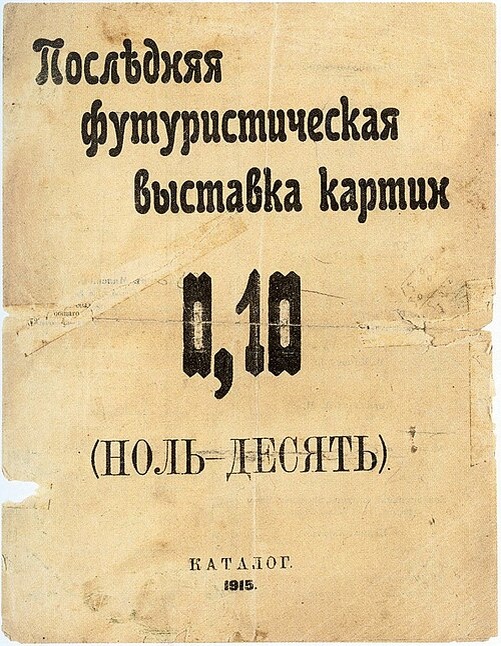 Послѣдняя
футуристическая
выставка картин
0,10
(НОЛЬ–ДЕСЯТЬ).
КАТАЛОГ.
1915.